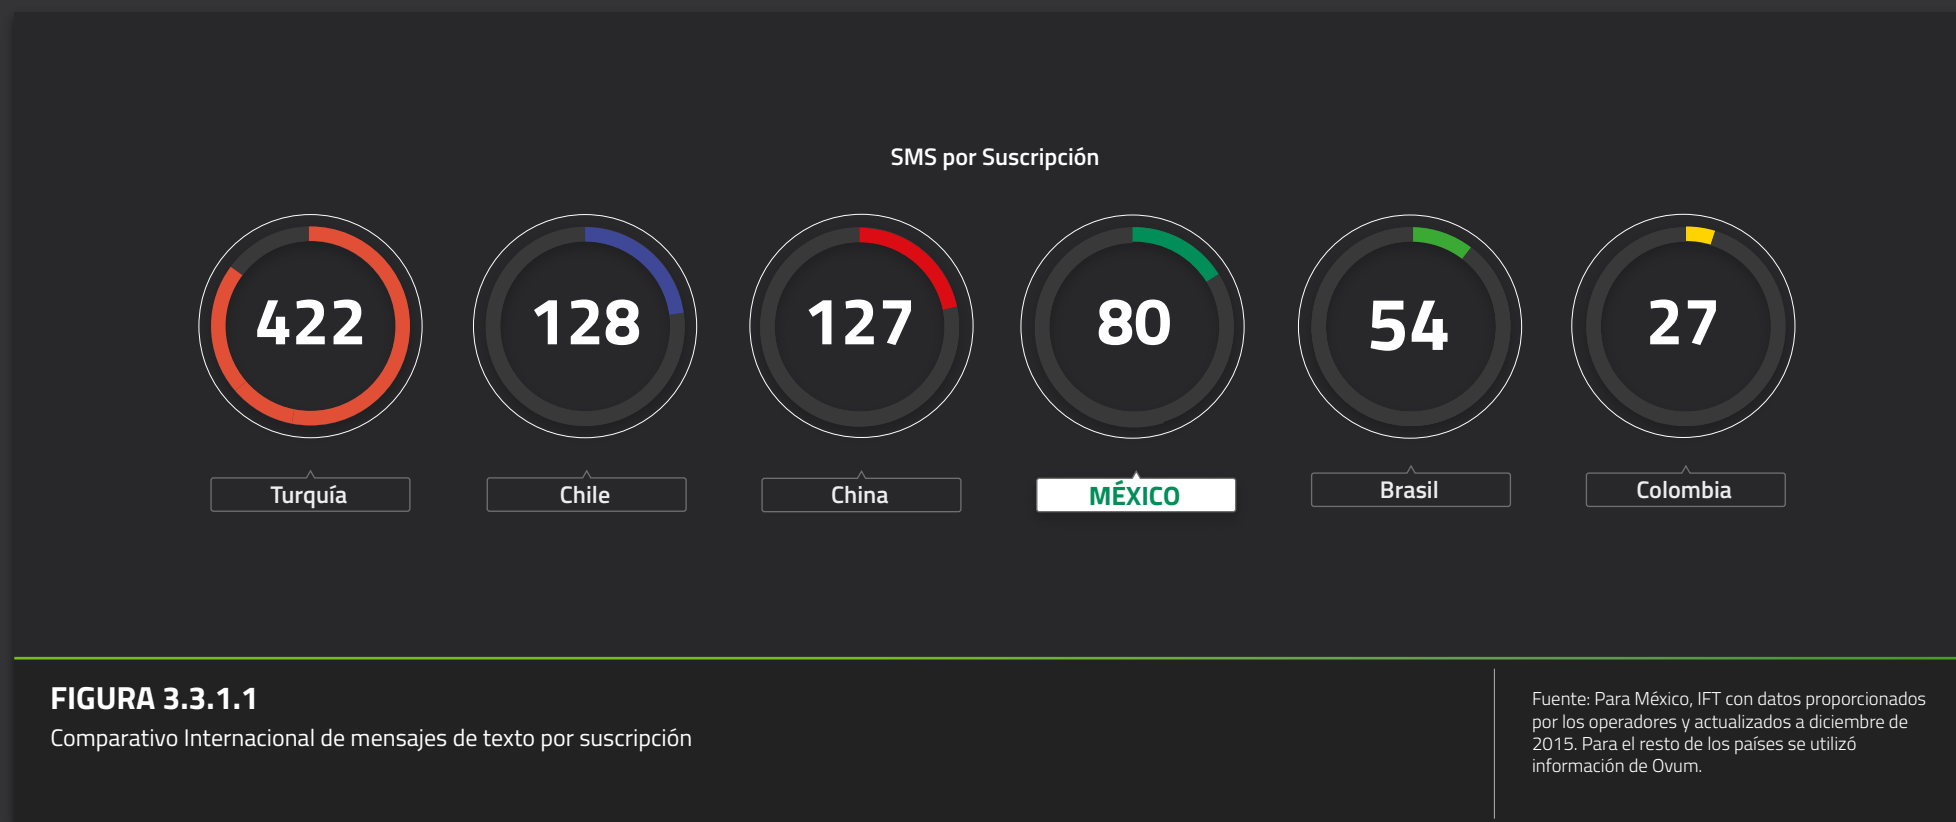 SMS por Suscripción
422
128
127
80
54
27
Turquía
Chile
China
MÉXICO
Brasil
Colombia
FIGURA 3.3.1.1
Comparativo Internacional de mensajes de texto por suscripción
Fuente: Para México, IFT con datos proporcionados
por los operadores y actualizados a diciembre de
2015. Para el resto de los países se utilizó
información de Ovum.